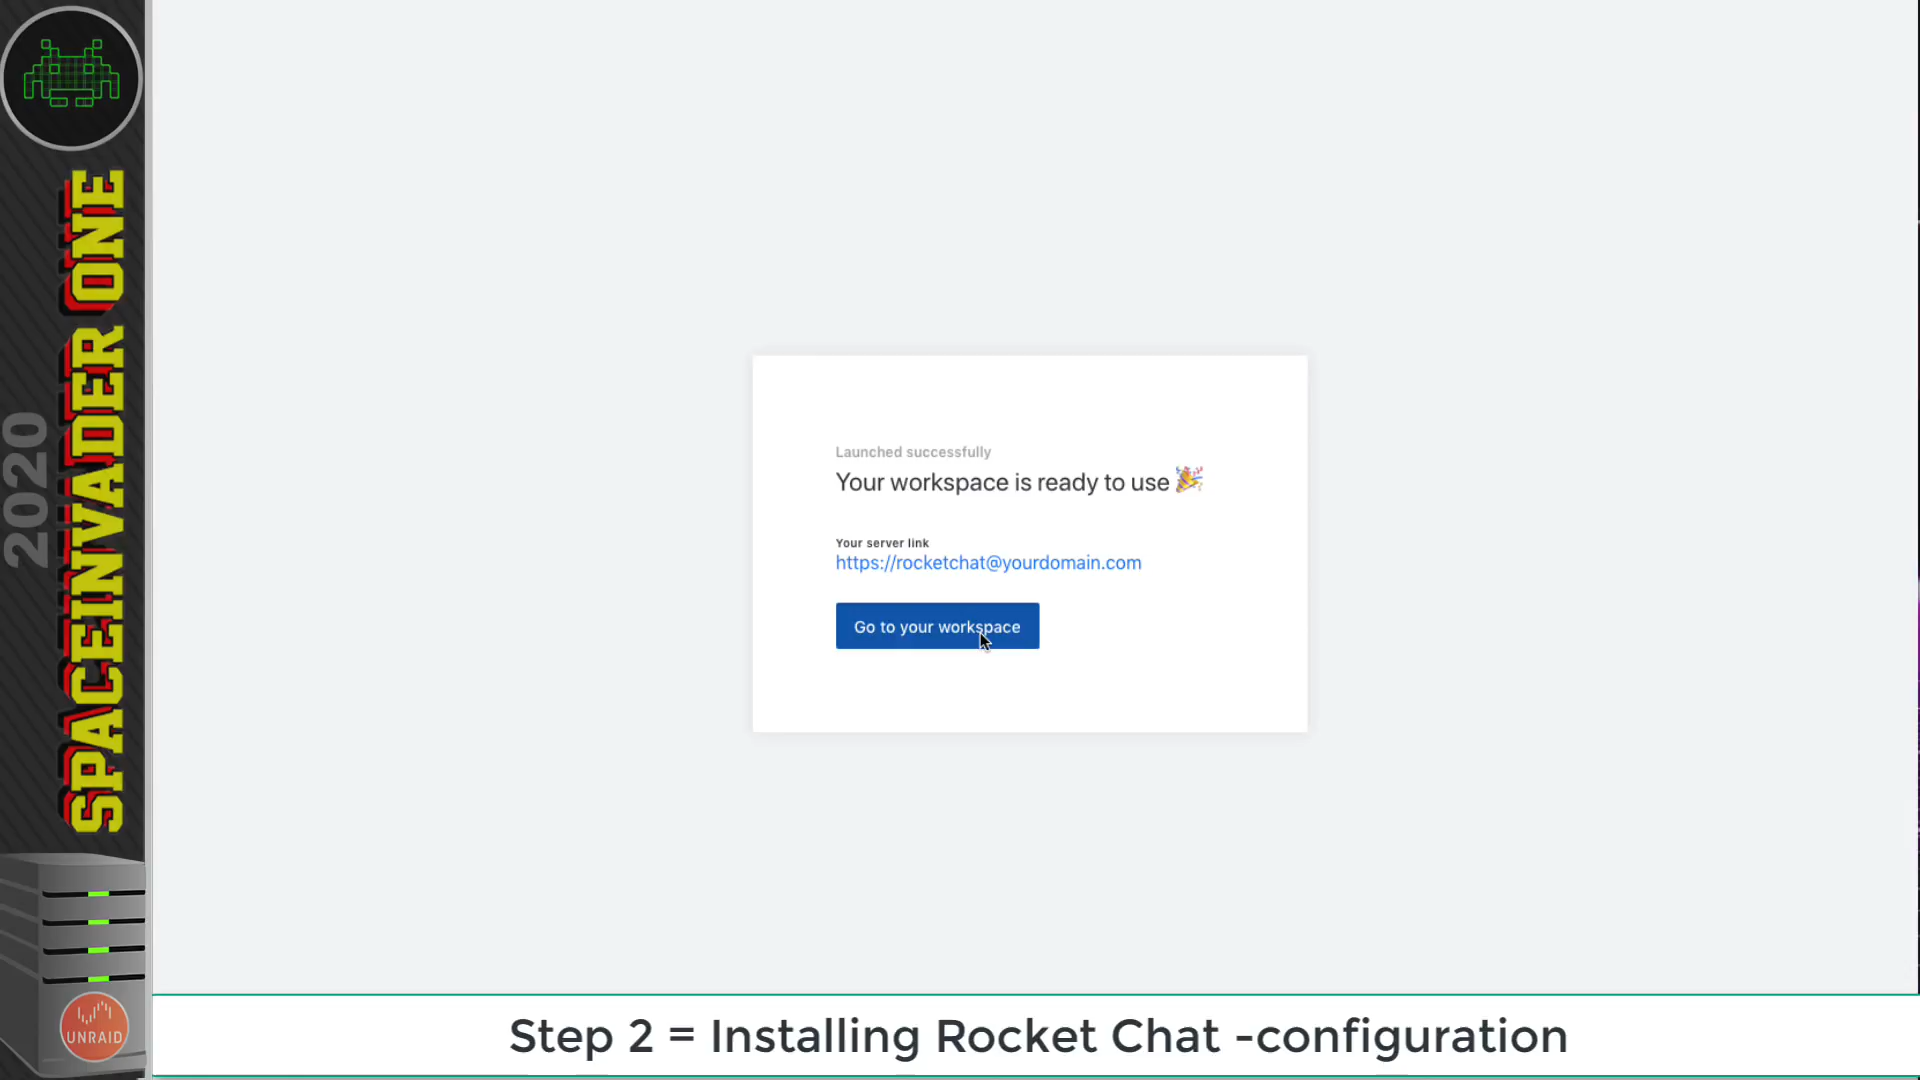 2020
SPACEINVADER ONE
UNRAID
Launched successfully
Your workspace is ready to use 🎉
Your server link
https://rocketchat@yourdomain.com
Go to your workspace
Step 2 = Installing Rocket Chat -configuration